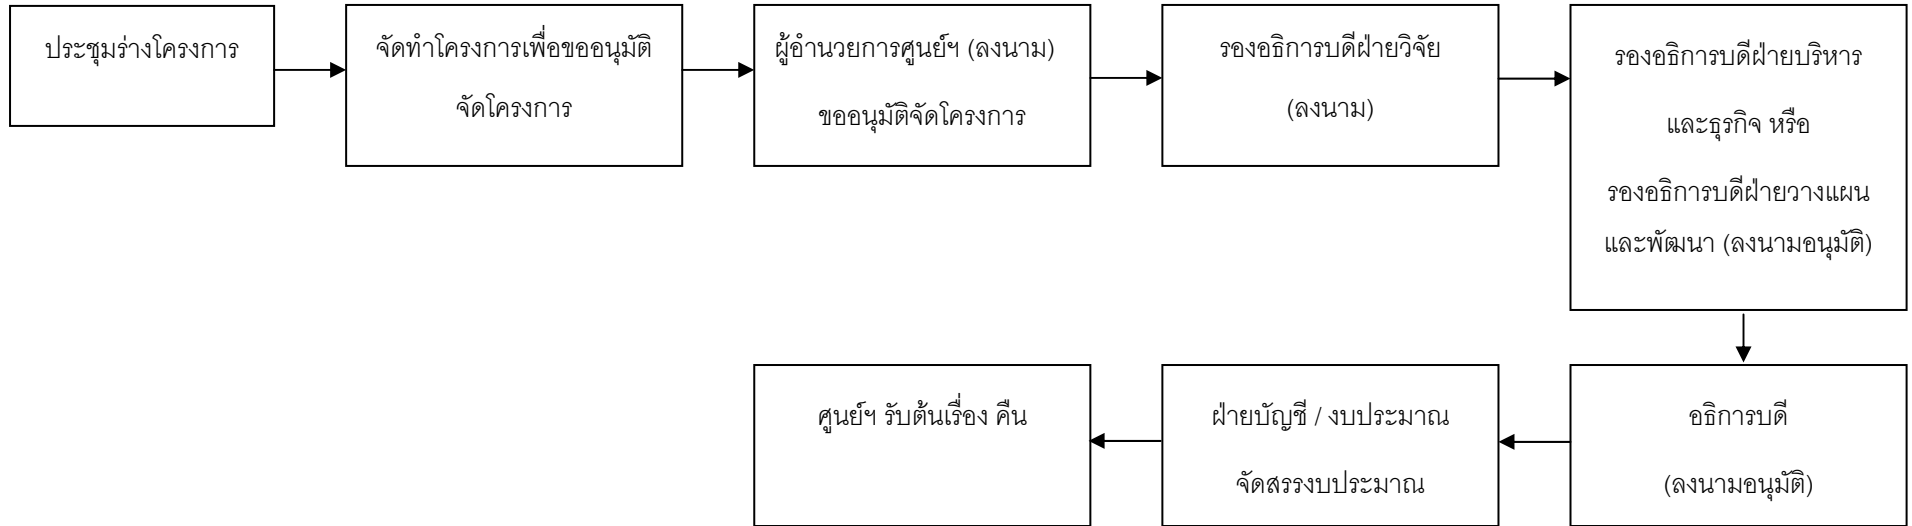 ประชุมร่างโครงการ
จัดทำโครงการเพื่อขออนุมัติ
จัดโครงการ
ผู้อำนวยการศูนย์ฯ (ลงนาม)
ขออนุมัติจัดโครงการ
รองอธิการบดีฝ่ายวิจัย
(ลงนาม)
รองอธิการบดีฝ่ายบริหาร
และธุรกิจ หรือ
รองอธิการบดีฝ่ายวางแผน
และพัฒนา (ลงนามอนุมัติ)
อธิการบดี
(ลงนามอนุมัติ)
ฝ่ายบัญชี / งบประมาณ
จัดสรรงบประมาณ
ศูนย์ฯ รับต้นเรื่อง คืน